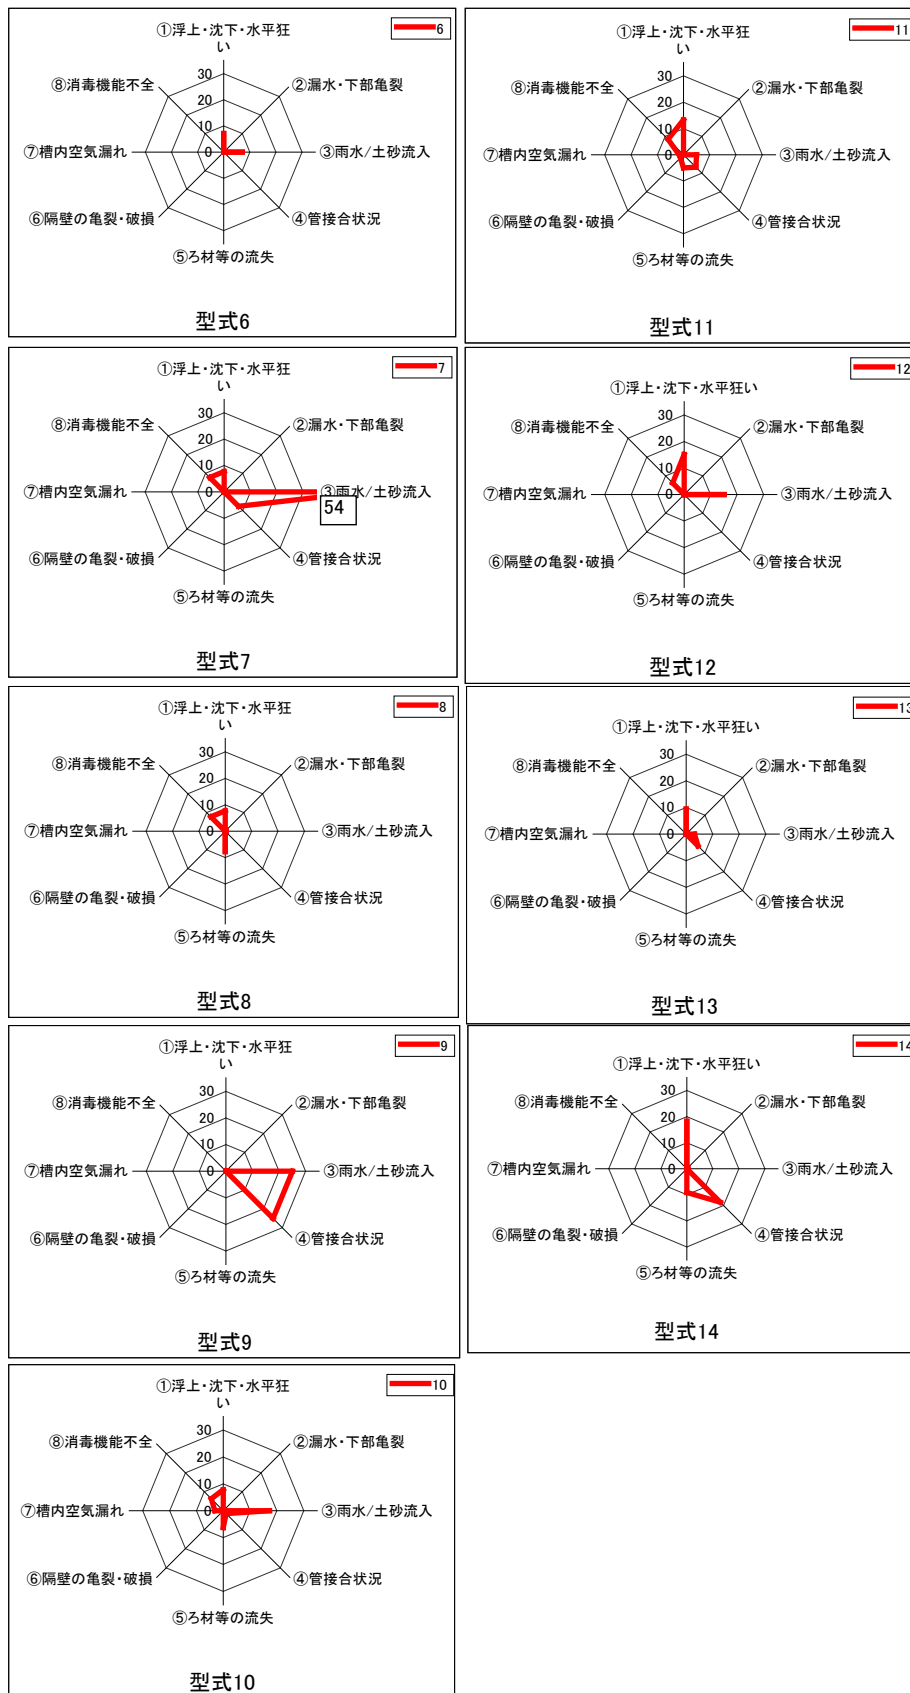 ①浮上・沈下・水平狂
い
6
⑧消毒機能不全
②漏水・下部亀裂
30
20
10
0
⑦槽内空気漏れ
③雨水/土砂流入
⑥隔壁の亀裂・破損
④管接合状況
⑤ろ材等の流失
型式6
①浮上・沈下・水平狂
い
11
⑧消毒機能不全
②漏水・下部亀裂
30
20
10
0
⑦槽内空気漏れ
③雨水/土砂流入
⑥隔壁の亀裂・破損
④管接合状況
⑤ろ材等の流失
型式11
①浮上・沈下・水平狂
い
7
⑧消毒機能不全
②漏水・下部亀裂
30
20
10
0
⑦槽内空気漏れ
③雨水/土砂流入
54
⑥隔壁の亀裂・破損
④管接合状況
⑤ろ材等の流失
型式7
①浮上・沈下・水平狂い
12
⑧消毒機能不全
②漏水・下部亀裂
30
20
10
0
⑦槽内空気漏れ
③雨水/土砂流入
⑥隔壁の亀裂・破損
④管接合状況
⑤ろ材等の流失
型式12
①浮上・沈下・水平狂
い
8
⑧消毒機能不全
②漏水・下部亀裂
30
20
10
0
⑦槽内空気漏れ
③雨水/土砂流入
⑥隔壁の亀裂・破損
④管接合状況
⑤ろ材等の流失
型式8
①浮上・沈下・水平狂い
13
⑧消毒機能不全
②漏水・下部亀裂
30
20
10
0
⑦槽内空気漏れ
③雨水/土砂流入
⑥隔壁の亀裂・破損
④管接合状況
⑤ろ材等の流失
型式13
①浮上・沈下・水平狂
い
9
⑧消毒機能不全
②漏水・下部亀裂
30
20
10
0
⑦槽内空気漏れ
③雨水/土砂流入
⑥隔壁の亀裂・破損
④管接合状況
⑤ろ材等の流失
型式9
①浮上・沈下・水平狂い
14
⑧消毒機能不全
②漏水・下部亀裂
30
20
10
0
⑦槽内空気漏れ
③雨水/土砂流入
⑥隔壁の亀裂・破損
④管接合状況
⑤ろ材等の流失
型式14
①浮上・沈下・水平狂
い
10
⑧消毒機能不全
②漏水・下部亀裂
30
20
10
0
⑦槽内空気漏れ
③雨水/土砂流入
⑥隔壁の亀裂・破損
④管接合状況
⑤ろ材等の流失
型式10